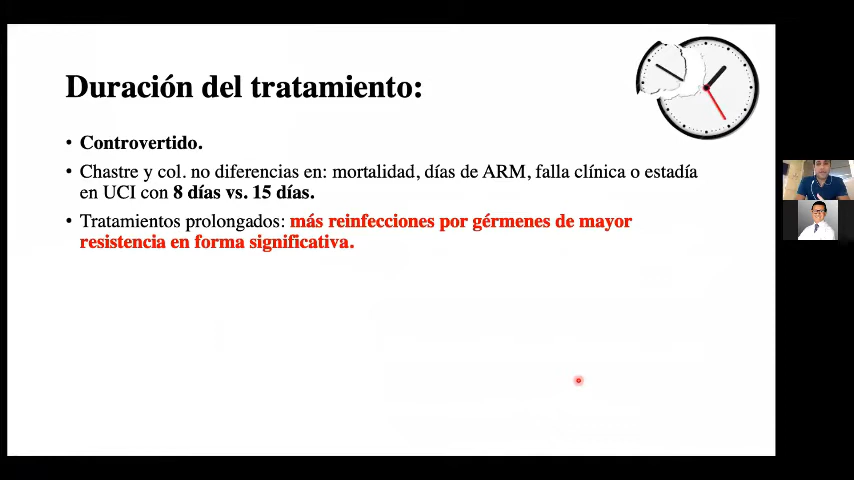 Duración del tratamiento:
• Controvertido.
• Chastre y col. no diferencias en: mortalidad, días de ARM, falla clínica o estadía
en UCI con 8 días vs. 15 días.
• Tratamientos prolongados: más reinfecciones por gérmenes de mayor
resistencia en forma significativa.